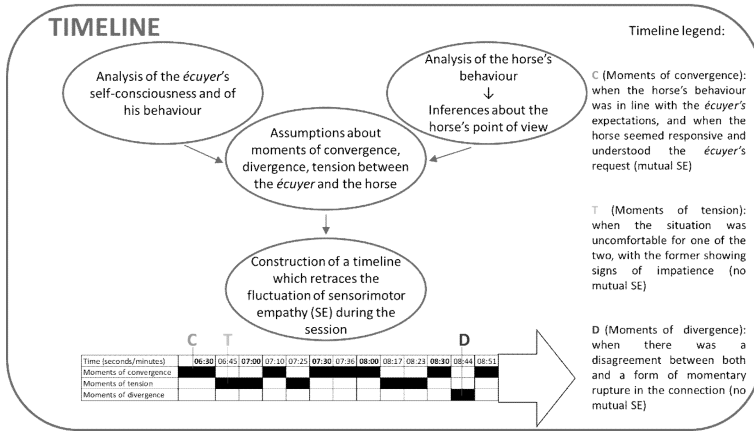 TIMELINE
Analysis of the écuyer's
self-consciousness and of
his behaviour
Analysis of the horse's
behaviour
↓
Inferences about the
horse's point of view
Assumptions about
moments of convergence,
divergence, tension between
the écuyer and the horse
Construction of a timeline
which retraces the
fluctuation of sensorimotor
empathy (SE) during the
session
C T D
Time (seconds/minutes) 06:30 06:45 07:00 07:10 07:25 07:30 07:36 08:00 08:17 08:23 08:30 08:44 08:51
Moments of convergence
Moments of tension
Moments of divergence
Timeline legend:
C (Moments of convergence):
when the horse's behaviour
was in line with the écuyer's
expectations, and when the
horse seemed responsive and
understood the écuyer's
request (mutual SE)
T (Moments of tension):
when the situation was
uncomfortable for one of the
two, with the former showing
signs of impatience (no
mutual SE)
D (Moments of divergence):
when there was a
disagreement between both
and a form of momentary
rupture in the connection (no
mutual SE)